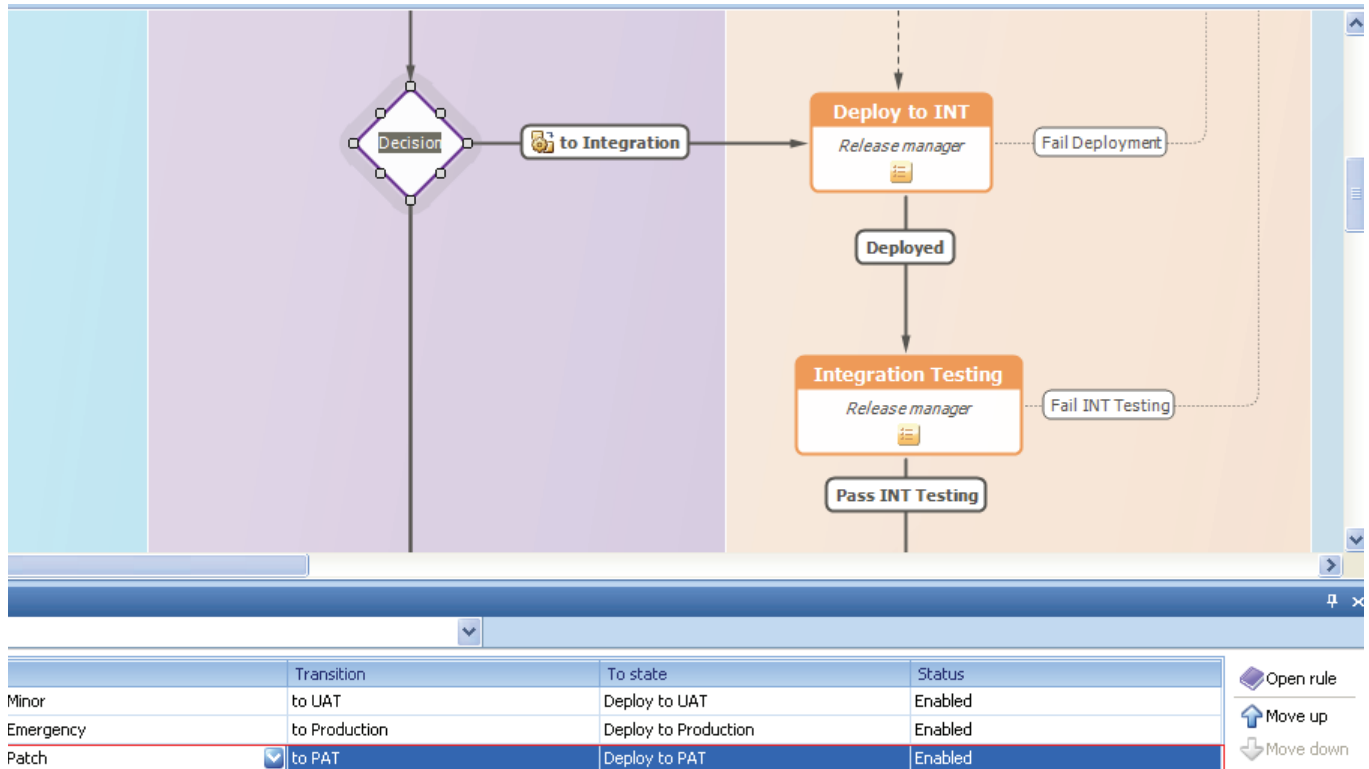 Deploy to INT
Decision
to Integration
Release manager
Fail Deployment
Deployed
Integration Testing
Release manager
Fail INT Testing
Pass INT Testing
Transition To state Status
Open rule
Minor to UAT Deploy to UAT Enabled
Move up
Emergency to Production Deploy to Production Enabled
Patch to PAT Deploy to PAT Enabled
Move down